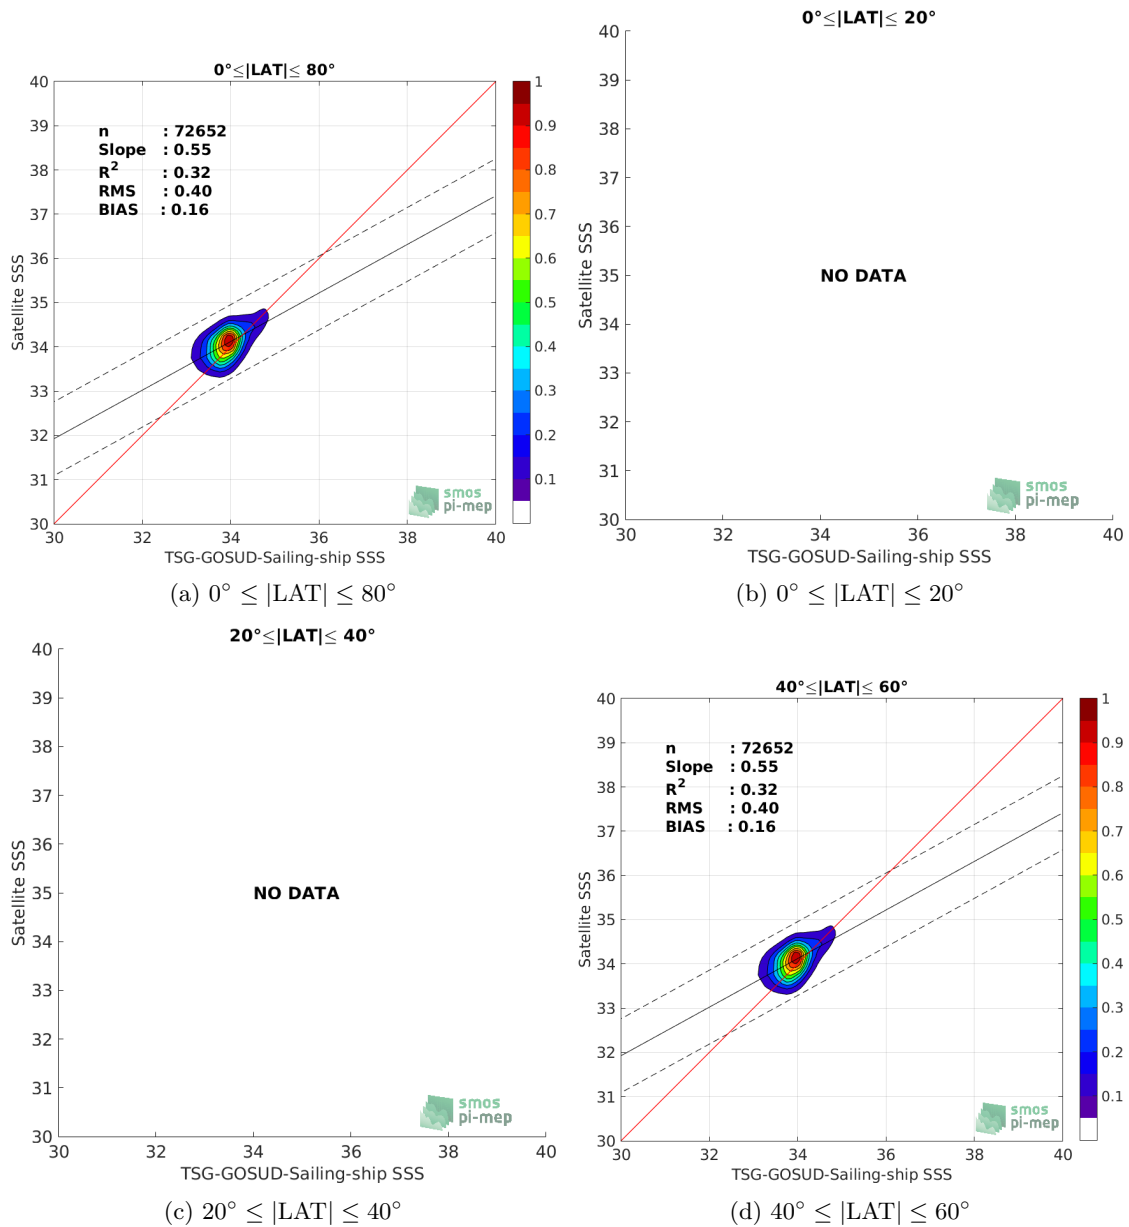 0°≤|LAT|≤ 80°
40
39
38
37
36
35
34
33
32
31
30
Satellite SSS
n : 72652
Slope : 0.55
R2 : 0.32
RMS : 0.40
BIAS : 0.16
smos
pi-mep
30 32 34 36 38 40
TSG-GOSUD-Sailing-ship SSS
1
0.9
0.8
0.7
0.6
0.5
0.4
0.3
0.2
0.1
(a) 0° ≤ |LAT| ≤ 80°
0°≤|LAT|≤ 20°
40
39
38
37
36
35
34
33
32
31
30
Satellite SSS
NO DATA
smos
pi-mep
30 32 34 36 38 40
TSG-GOSUD-Sailing-ship SSS
(b) 0° ≤ |LAT| ≤ 20°
20°≤|LAT|≤ 40°
40
39
38
37
36
35
34
33
32
31
30
Satellite SSS
NO DATA
smos
pi-mep
30 32 34 36 38 40
TSG-GOSUD-Sailing-ship SSS
(c) 20° ≤ |LAT| ≤ 40°
40°≤|LAT|≤ 60°
40
39
38
37
36
35
34
33
32
31
30
Satellite SSS
n : 72652
Slope : 0.55
R2 : 0.32
RMS : 0.40
BIAS : 0.16
smos
pi-mep
30 32 34 36 38 40
TSG-GOSUD-Sailing-ship SSS
1
0.9
0.8
0.7
0.6
0.5
0.4
0.3
0.2
0.1
(d) 40° ≤ |LAT| ≤ 60°